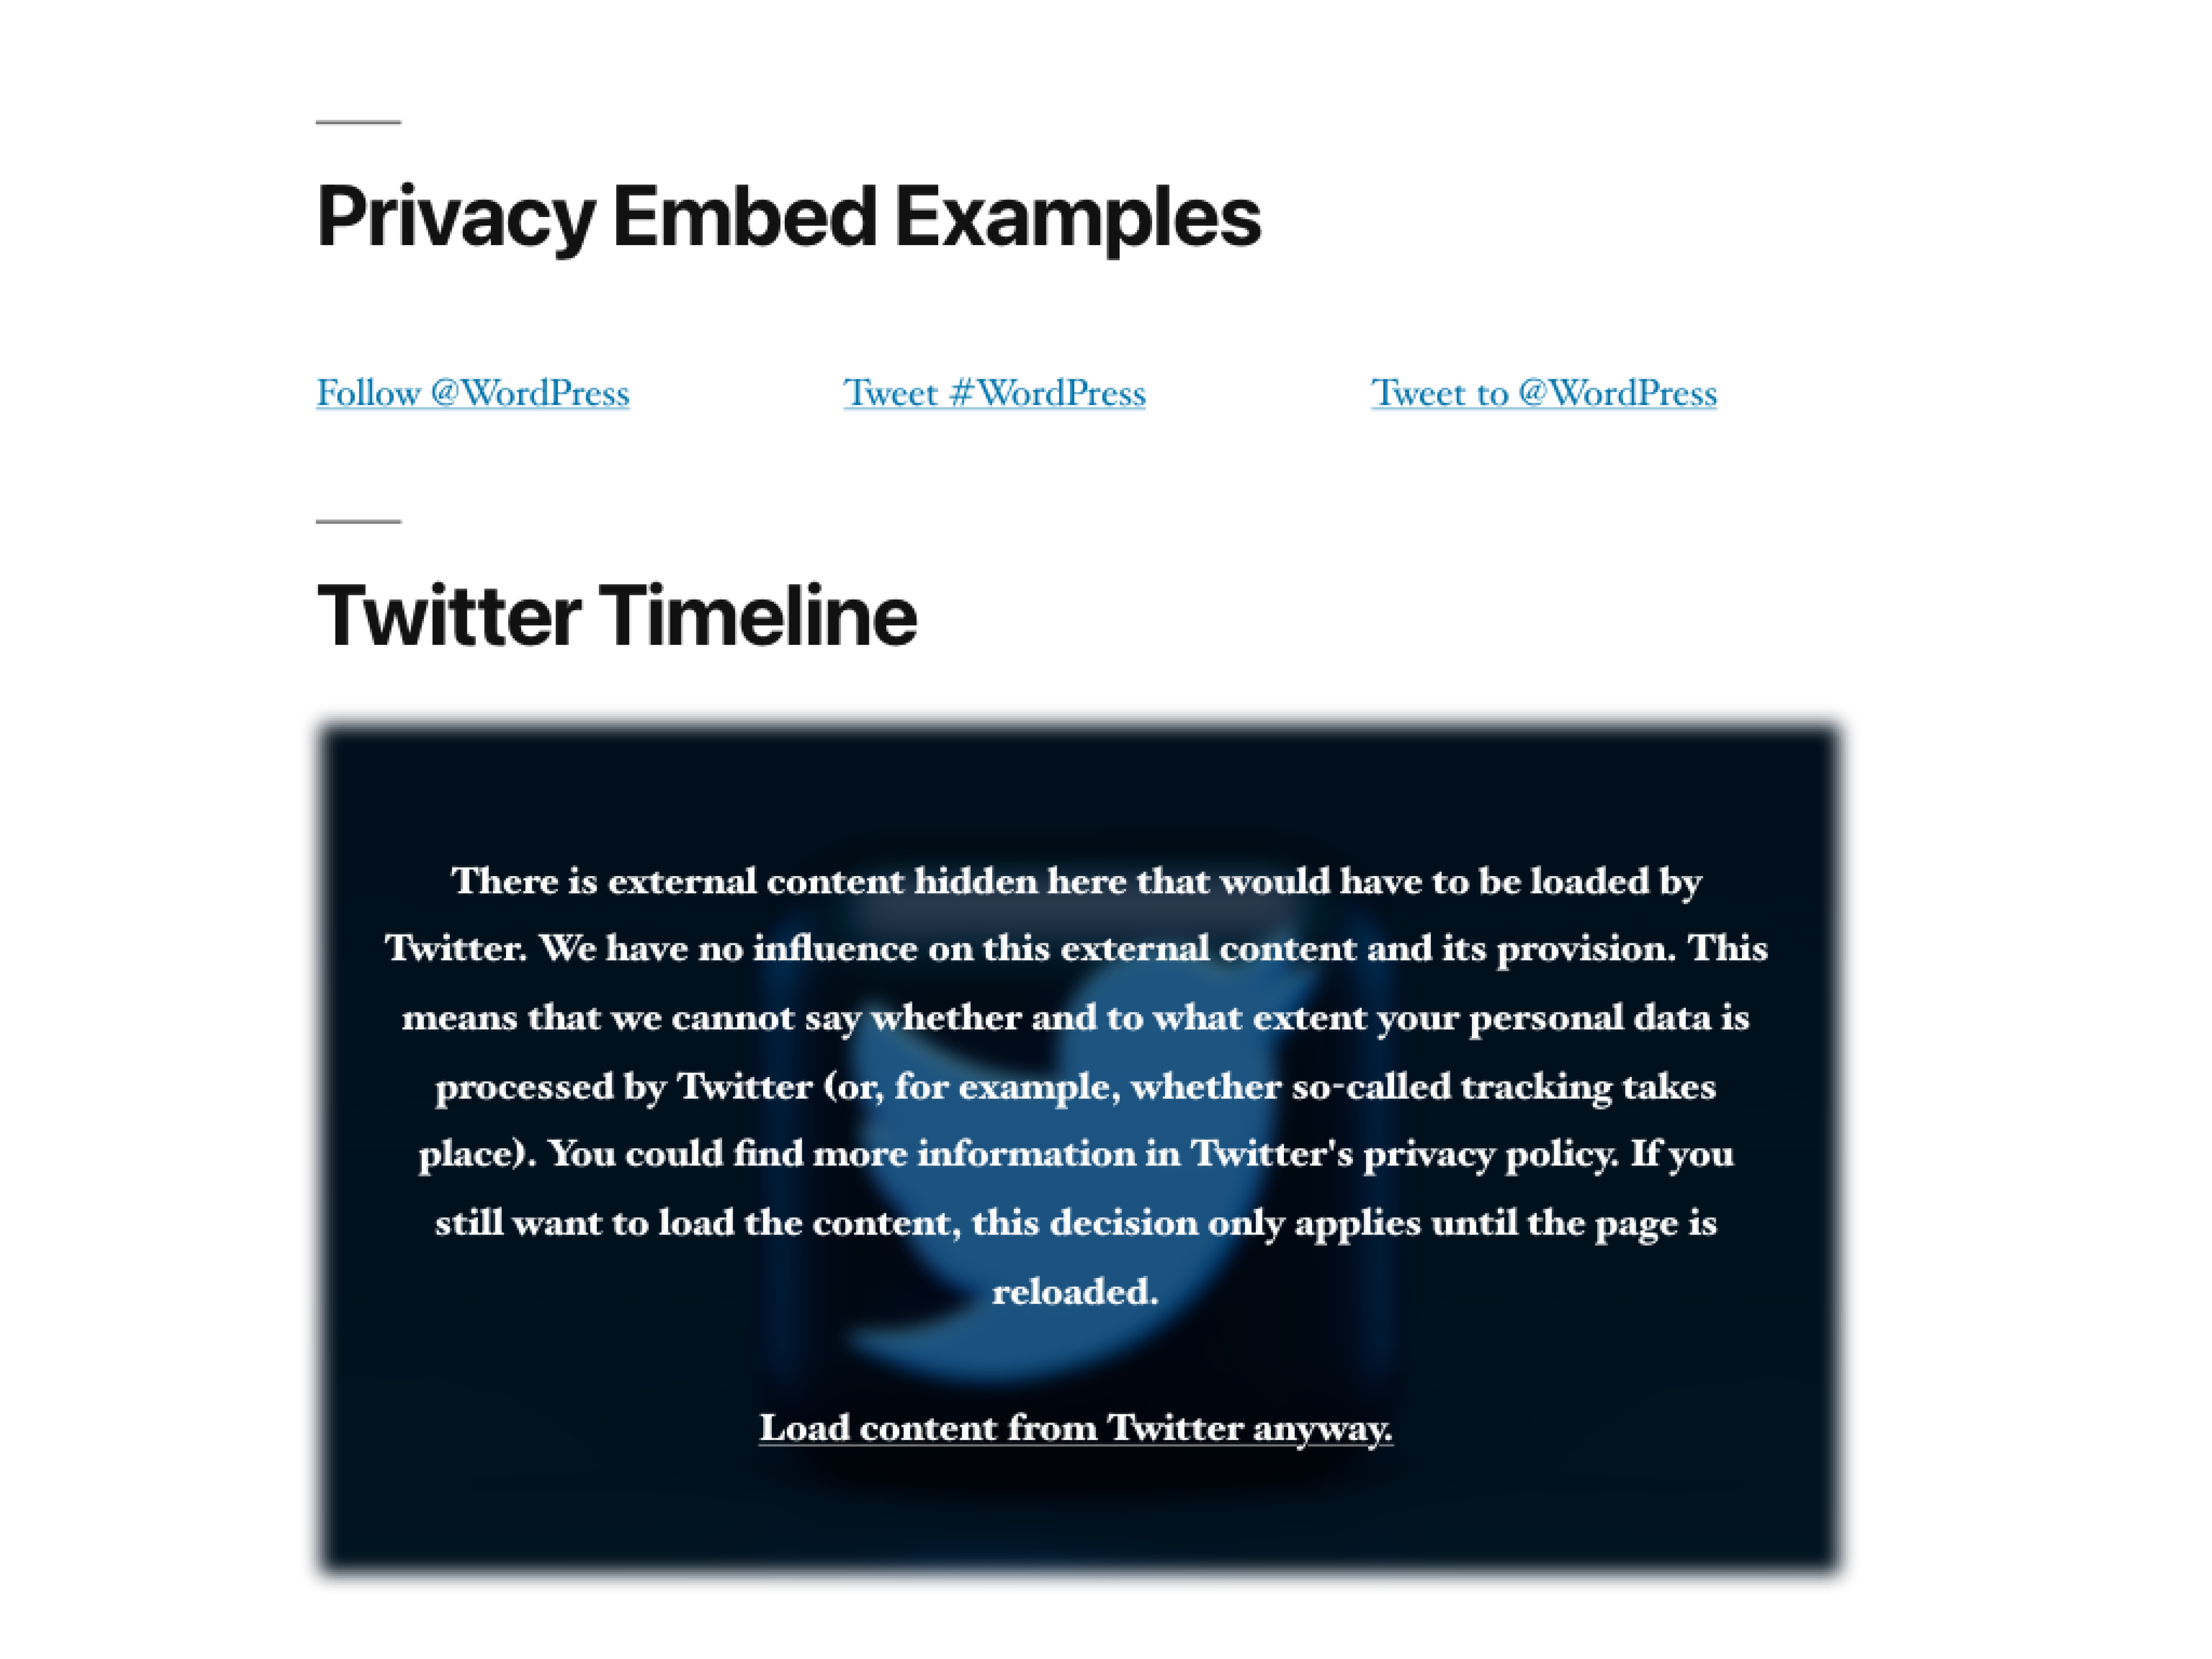 Privacy Embed Examples
Follow @WordPress
Tweet #WordPress
Tweet to @WordPress
Twitter Timeline
There is external content hidden here that would have to be loaded by
Twitter. We have no influence on this external content and its provision. This
means that we cannot say whether and to what extent your personal data is
processed by Twitter (or, for example, whether so-called tracking takes
place). You could find more information in Twitter's privacy policy. If you
still want to load the content, this decision only applies until the page is
reloaded.
Load content from Twitter anyway.